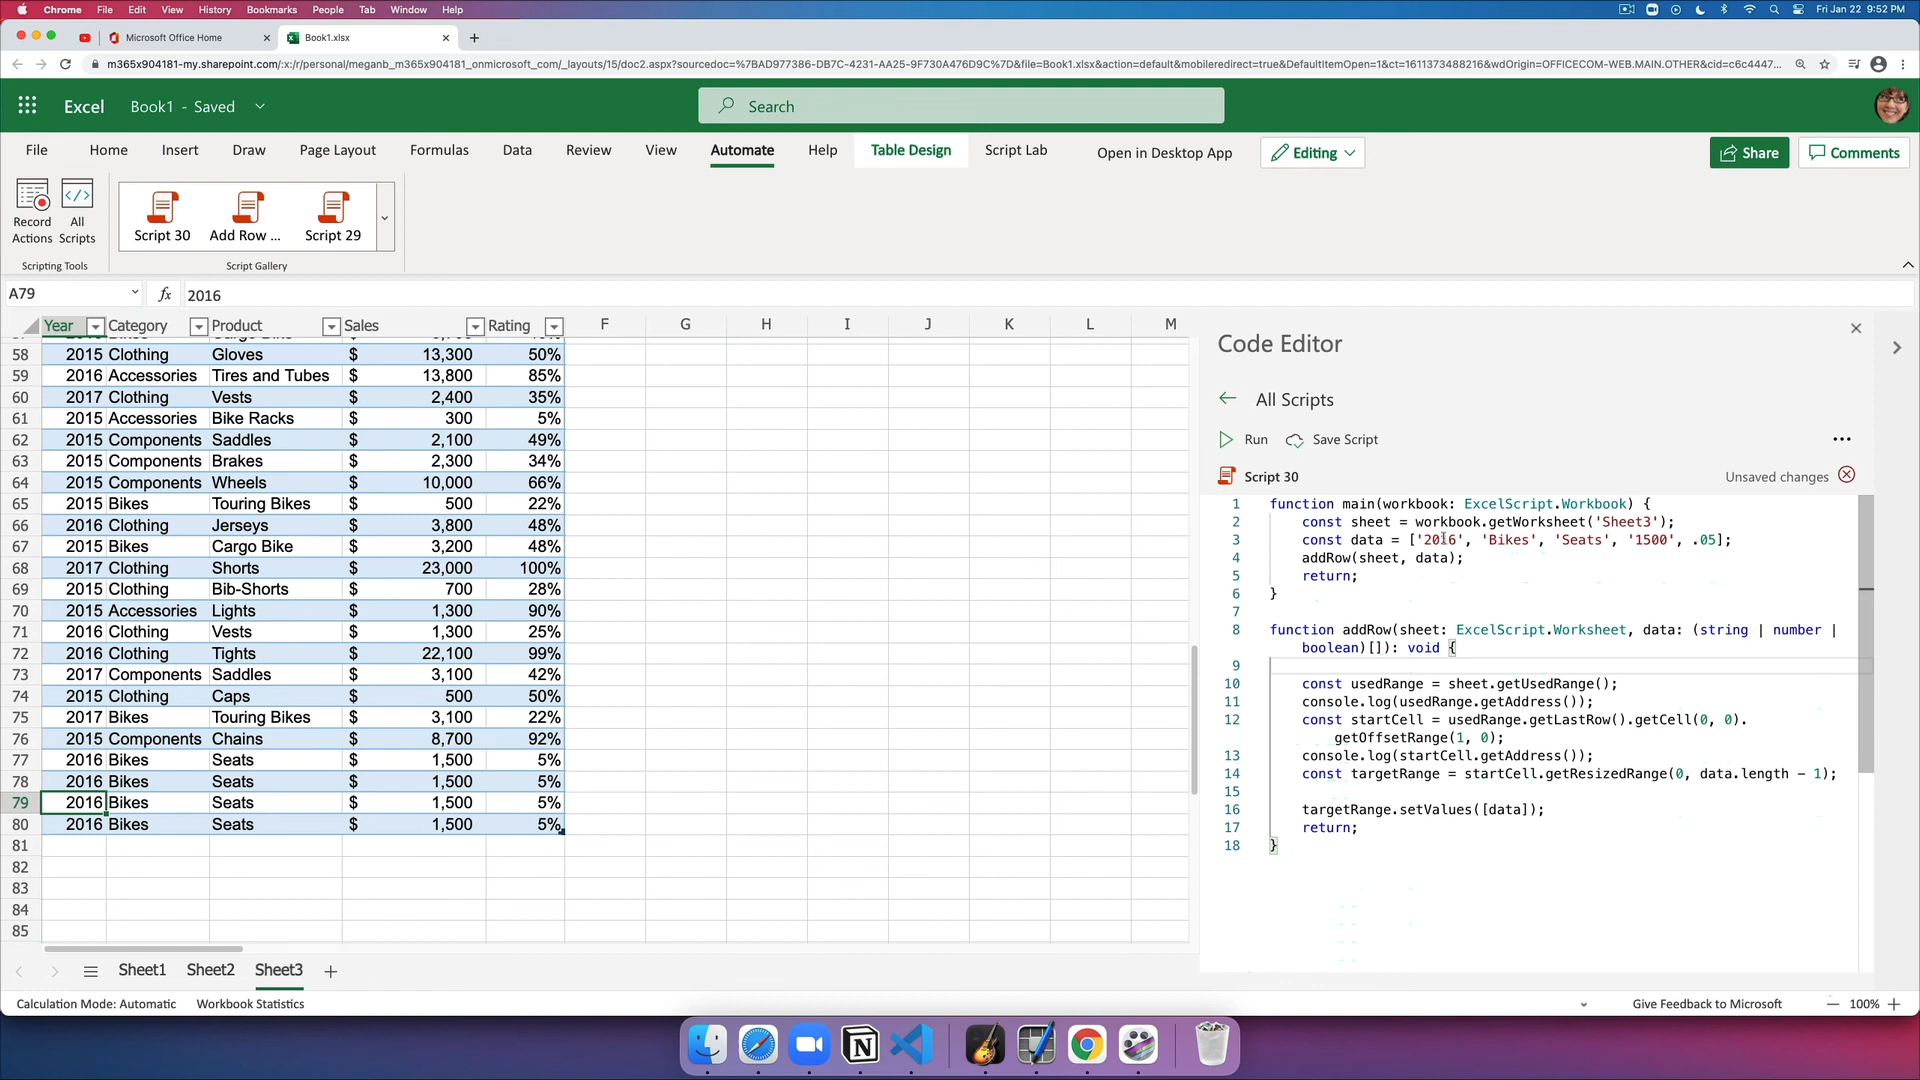 Chrome File Edit View History Bookmarks People Tab Window Help Fri Jan 22 9:52 PM
Microsoft Office Home Book1.xlsx
m365x904181-my.sharepoint.com/:x:/r/personal/meganb_m365x904181_onmicrosoft_com/_layouts/15/doc2.aspx?sourcedoc=%7BAD977386-DB7C-4231-AA25-9F730A476D9C%7D&file=Book1.xlsx&action=default&mobileredirect=true&DefaultItemOpen=1&ct=1611373488216&wdOrigin=OFFICECOM-WEB.MAIN.OTHER&cid=c6c4447...
Excel Book1 - Saved Search
File Home Insert Draw Page Layout Formulas Data Review View Automate Help Table Design Script Lab Open in Desktop App Editing Share Comments
Record Actions All Scripts Script 30 Add Row ... Script 29
Scripting Tools Script Gallery
A79 fx 2016
Year Category Product Sales Rating F G H I J K L M
58 2015 Clothing Gloves $ 13,300 50%
59 2016 Accessories Tires and Tubes $ 13,800 85%
60 2017 Clothing Vests $ 2,400 35%
61 2015 Accessories Bike Racks $ 300 5%
62 2015 Components Saddles $ 2,100 49%
63 2015 Components Brakes $ 2,300 34%
64 2015 Components Wheels $ 10,000 66%
65 2015 Bikes Touring Bikes $ 500 22%
66 2016 Clothing Jerseys $ 3,800 48%
67 2015 Bikes Cargo Bike $ 3,200 48%
68 2017 Clothing Shorts $ 23,000 100%
69 2015 Clothing Bib-Shorts $ 700 28%
70 2015 Accessories Lights $ 1,300 90%
71 2016 Clothing Vests $ 1,300 25%
72 2016 Clothing Tights $ 22,100 99%
73 2017 Components Saddles $ 3,100 42%
74 2015 Clothing Caps $ 500 50%
75 2017 Bikes Touring Bikes $ 3,100 22%
76 2015 Components Chains $ 8,700 92%
77 2016 Bikes Seats $ 1,500 5%
78 2016 Bikes Seats $ 1,500 5%
79 2016 Bikes Seats $ 1,500 5%
80 2016 Bikes Seats $ 1,500 5%
81
82
83
84
85
Code Editor
All Scripts
Run Save Script
Script 30 Unsaved changes
1 function main(workbook: ExcelScript.Workbook) {
2 const sheet = workbook.getWorksheet('Sheet3');
3 const data = ['2016', 'Bikes', 'Seats', '1500', .05];
4 addRow(sheet, data);
5 return;
6 }
7
8 function addRow(sheet: ExcelScript.Worksheet, data: (string | number |
boolean)[]): void {
9
10 const usedRange = sheet.getUsedRange();
11 console.log(usedRange.getAddress());
12 const startCell = usedRange.getLastRow().getCell(0, 0).
getOffsetRange(1, 0);
13 console.log(startCell.getAddress());
14 const targetRange = startCell.getResizedRange(0, data.length - 1);
15
16 targetRange.setValues([data]);
17 return;
18 }
Sheet1 Sheet2 Sheet3
Calculation Mode: Automatic Workbook Statistics Give Feedback to Microsoft 100%